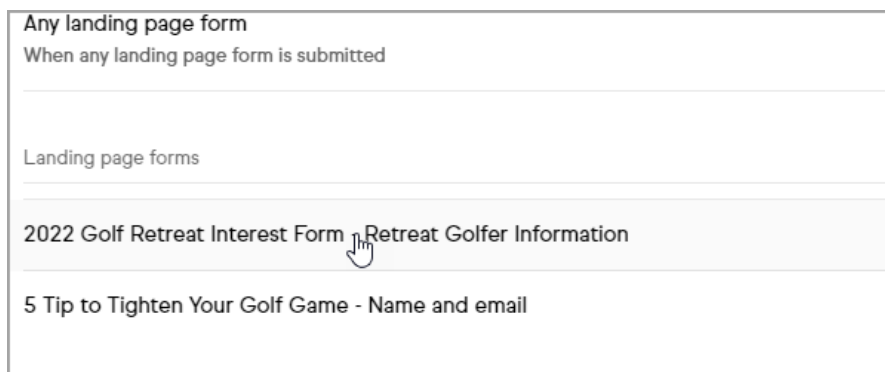 Any landing page form
When any landing page form is submitted
Landing page forms
2022 Golf Retreat Interest Form - Retreat Golfer Information
5 Tip to Tighten Your Golf Game - Name and email